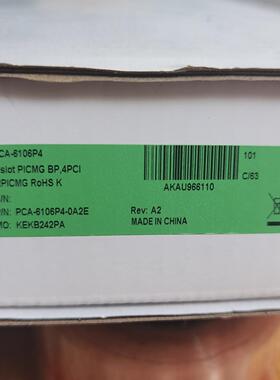 CA-6106P4
slot PICMG BP,4PCI
PICMG RoHS K
/N:
/N: PCA-6106P4-0A2E
MO: KEKB242PA
AKAU966110
Rev: A2
MADE IN CHINA
101
C/63